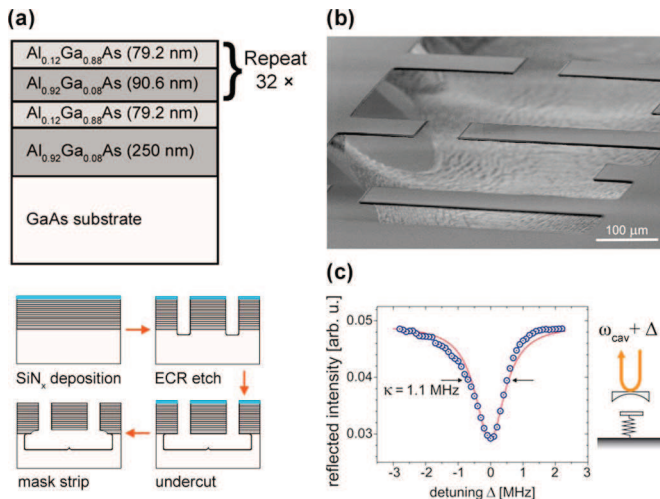 (a)
Al0.12Ga0.88As (79.2 nm)
Al0.92Ga0.08As (90.6 nm)
Repeat
32 ×
Al0.12Ga0.88As (79.2 nm)
Al0.92Ga0.08As (250 nm)
GaAs substrate
SiNx deposition
ECR etch
mask strip
undercut
(b)
100 µm
(c)
reflected intensity [arb. u.]
0.05
0.04
0.03
κ = 1.1 MHz
-3 -2 -1 0 1 2 3
detuning Δ [MHz]
ωcav + Δ